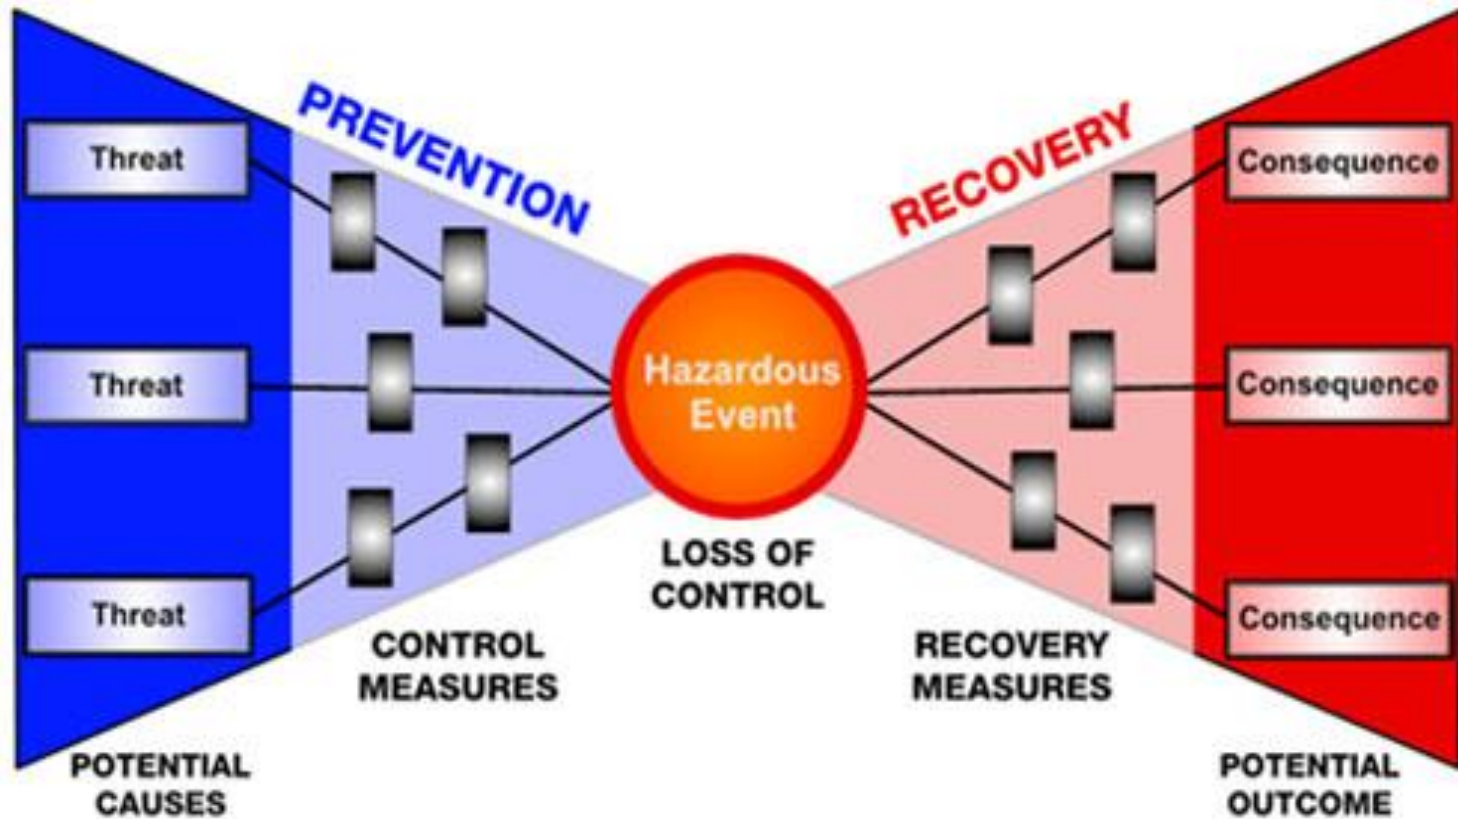 PREVENTION
RECOVERY
Threat
Threat
Threat
Hazardous
Event
Consequence
Consequence
Consequence
LOSS OF
CONTROL
CONTROL
MEASURES
RECOVERY
MEASURES
POTENTIAL
CAUSES
POTENTIAL
OUTCOME